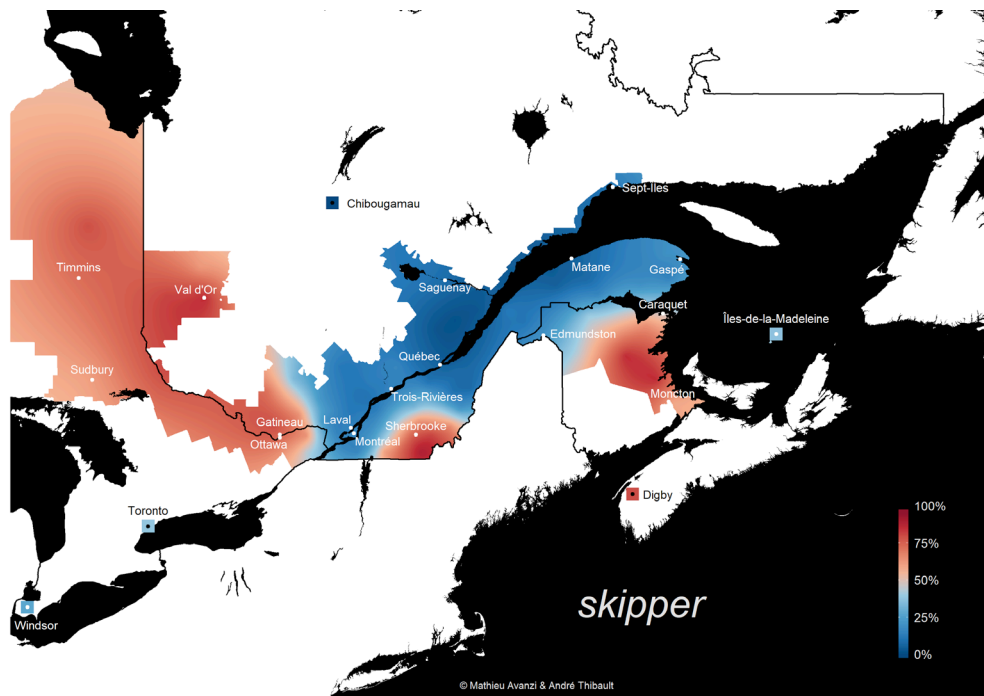 Sept-Iles
Chibougamau
Matane
Gaspé
Timmins
Val d'Or
Saguenay
Caraquet
Îles-de-la-Madeleine
Edmundston
Québec
Sudbury
Trois-Rivières
Moncton
Laval
Gatineau
Sherbrooke
Ottawa
Montréal
Digby
Toronto
100%
75%
50%
25%
0%
skipper
Windsor
© Mathieu Avanzi & André Thibault